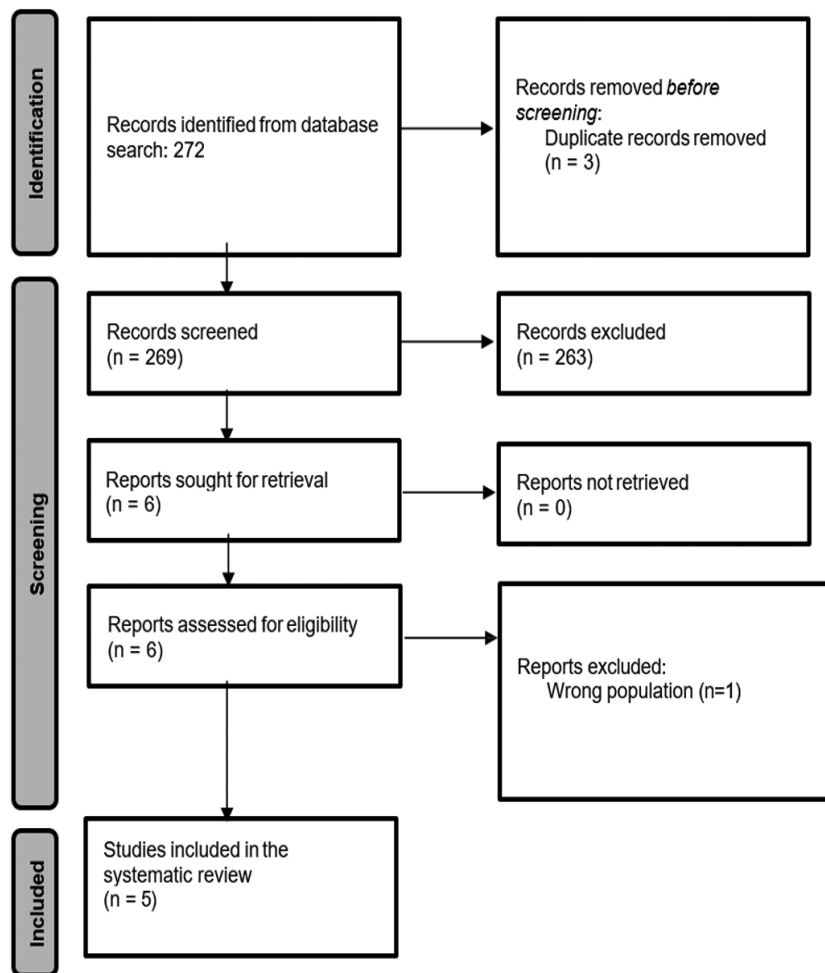 Identification
Records identified from database
search: 272
Records removed before
screening:
Duplicate records removed
(n = 3)
Screening
Records screened
(n = 269)
Records excluded
(n = 263)
Reports sought for retrieval
(n = 6)
Reports not retrieved
(n = 0)
Reports assessed for eligibility
(n = 6)
Reports excluded:
Wrong population (n=1)
Included
Studies included in the
systematic review
(n = 5)